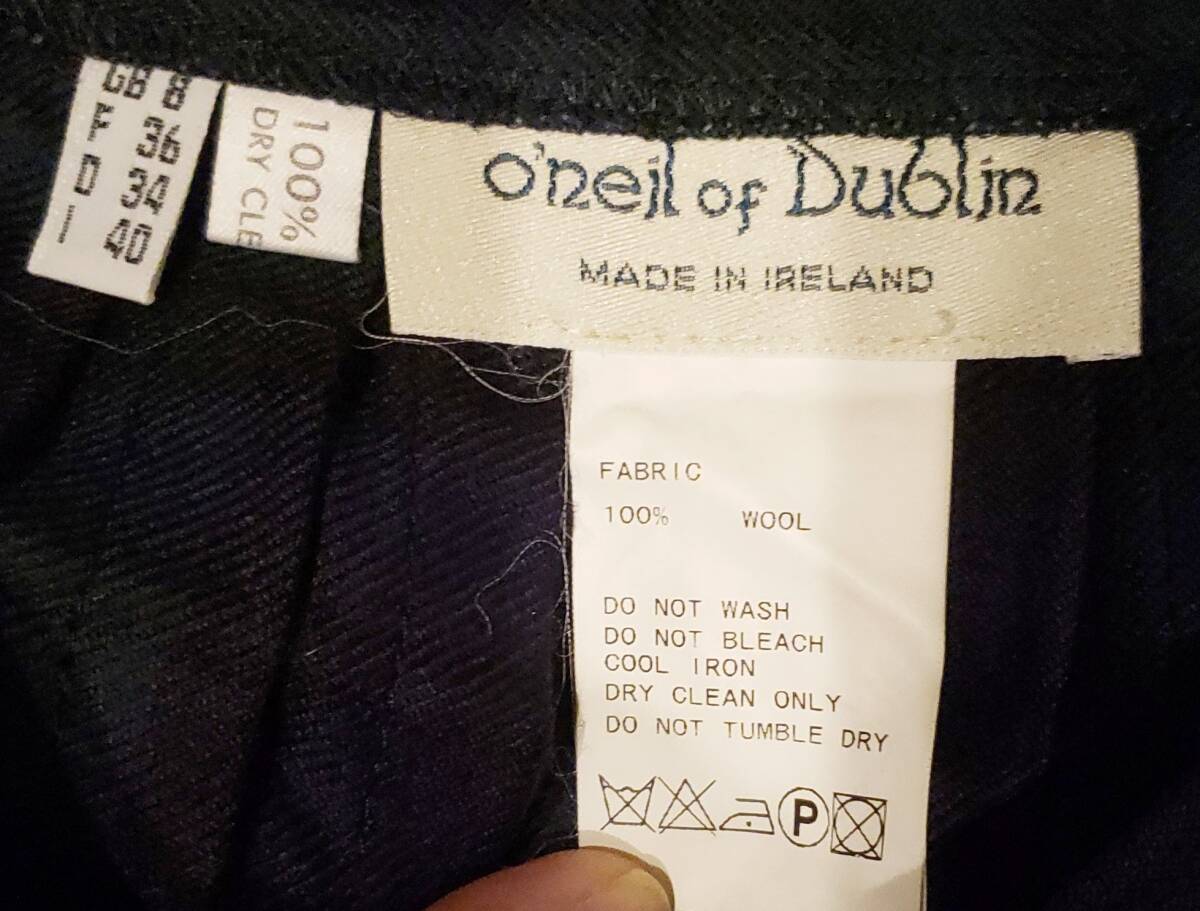 GB 8
F 36
D 34
I 40
100%
DRY CLE
o'neil of Dublin
MADE IN IRELAND
FABRIC
100% WOOL
DO NOT WASH
DO NOT BLEACH
COOL IRON
DRY CLEAN ONLY
DO NOT TUMBLE DRY
P